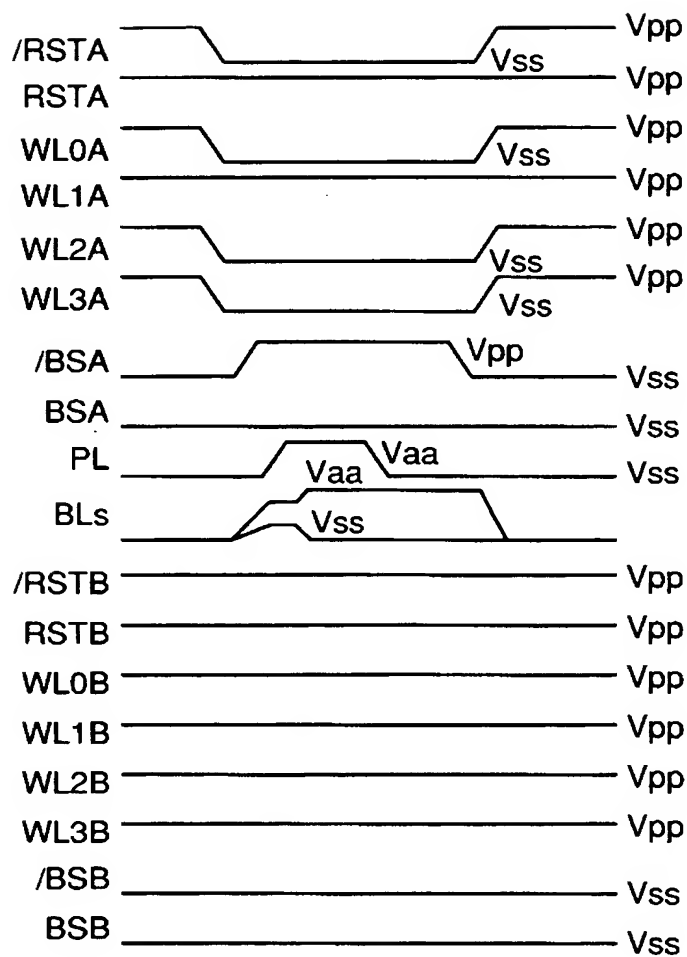 /RSTA Vss Vpp
RSTA Vpp
WL0A Vss Vpp
WL1A Vpp
WL2A Vss Vpp
WL3A Vss Vpp
/BSA Vpp Vss
BSA Vss
PL Vaa Vss
BLs Vaa Vss
/RSTB Vpp
RSTB Vpp
WL0B Vpp
WL1B Vpp
WL2B Vpp
WL3B Vpp
/BSB Vss
BSB Vss